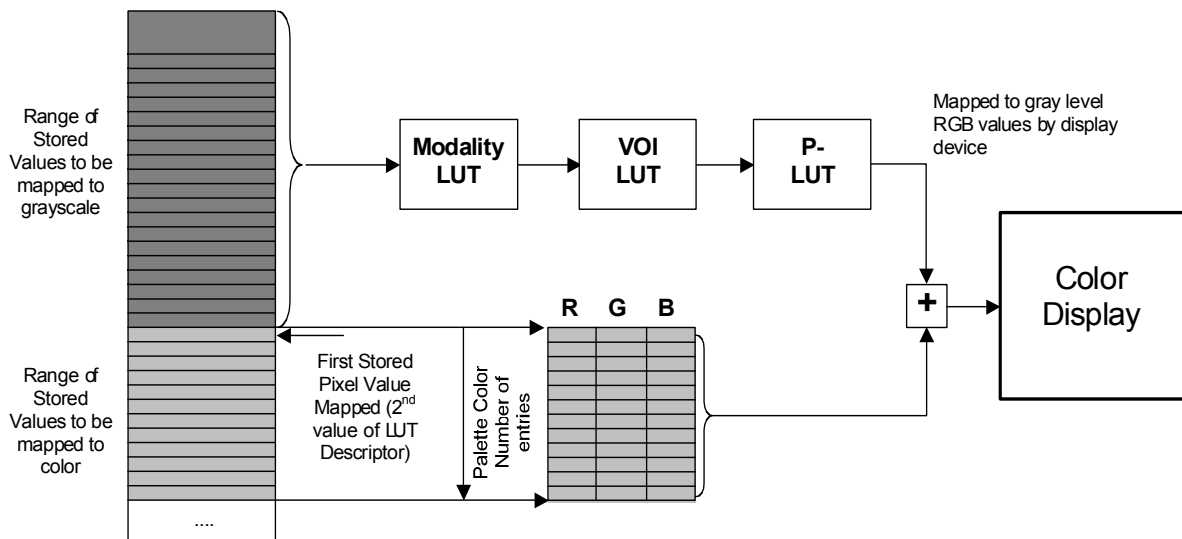 Range of
Stored
Values to be
mapped to
grayscale
Modality
LUT
VOI
LUT
P-
LUT
Mapped to gray level
RGB values by display
device
Color
Display
+
R G B
First Stored
Pixel Value
Mapped (2nd
value of LUT
Descriptor)
Palette Color
Number of
entries
Range of
Stored
Values to be
mapped to
color
....